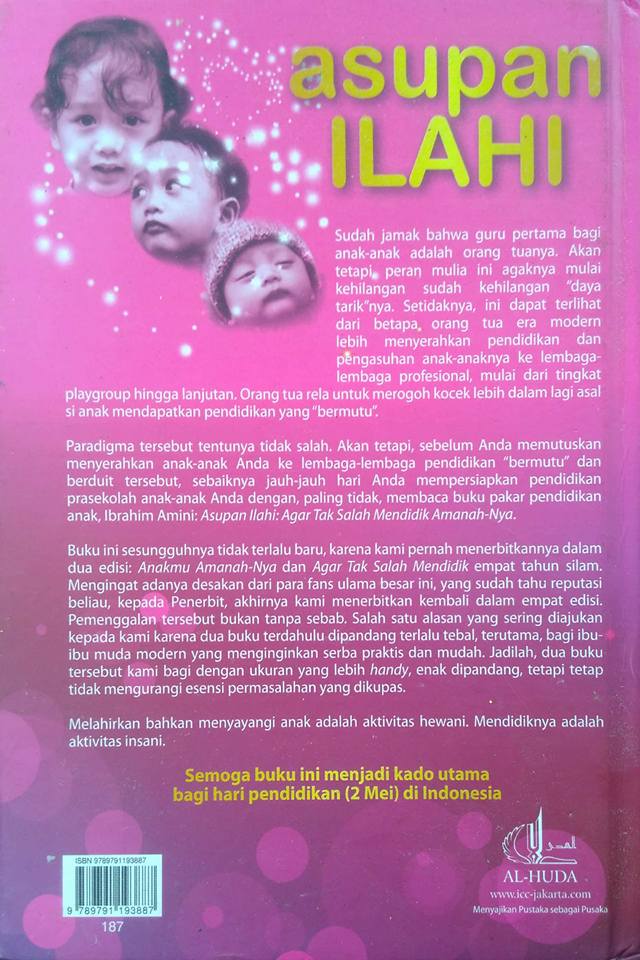 asupan
ILAHI
Sudah jamak bahwa guru pertama bagi
anak-anak adalah orang tuanya. Akan
tetapi, peran mulia ini agaknya mulai
kehilangan sudah kehilangan "daya
tarik"nya. Setidaknya, ini dapat terlihat
dari betapa orang tua era modern
lebih menyerahkan pendidikan dan
pengasuhan anak-anaknya ke lembaga-
lembaga profesional, mulai dari tingkat
playgroup hingga lanjutan. Orang tua rela untuk merogoh kocek lebih dalam lagi asal
si anak mendapatkan pendidikan yang "bermutu".
Paradigma tersebut tentunya tidak salah. Akan tetapi, sebelum Anda memutuskan
menyerahkan anak-anak Anda ke lembaga-lembaga pendidikan "bermutu" dan
berduit tersebut, sebaiknya jauh-jauh hari Anda mempersiapkan pendidikan
prasekolah anak-anak Anda dengan, paling tidak, membaca buku pakar pendidikan
anak, Ibrahim Amini: Asupan Ilahi: Agar Tak Salah Mendidik Amanah-Nya.
Buku ini sesungguhnya tidak terlalu baru, karena kami pernah menerbitkannya dalam
dua edisi: Anakmu Amanah-Nya dan Agar Tak Salah Mendidik empat tahun silam.
Mengingat adanya desakan dari para fans ulama besar ini, yang sudah tahu reputasi
beliau, kepada Penerbit, akhirnya kami menerbitkan kembali dalam empat edisi.
Pemenggalan tersebut bukan tanpa sebab. Salah satu alasan yang sering diajukan
kepada kami karena dua buku terdahulu dipandang terlalu tebal, terutama, bagi ibu-
ibu muda modern yang menginginkan serba praktis dan mudah. Jadilah, dua buku
tersebut kami bagi dengan ukuran yang lebih handy, enak dipandang, tetapi tetap
tidak mengurangi esensi permasalahan yang dikupas.
Melahirkan bahkan menyayangi anak adalah aktivitas hewani. Mendidiknya adalah
aktivitas insani.
Semoga buku ini menjadi kado utama
bagi hari pendidikan (2 Mei) di Indonesia
ISBN 9789791193887
9 789791 193887
187
الهدى
AL-HUDA
www.icc-jakarta.com
Menyajikan Pustaka sebagai Pusaka